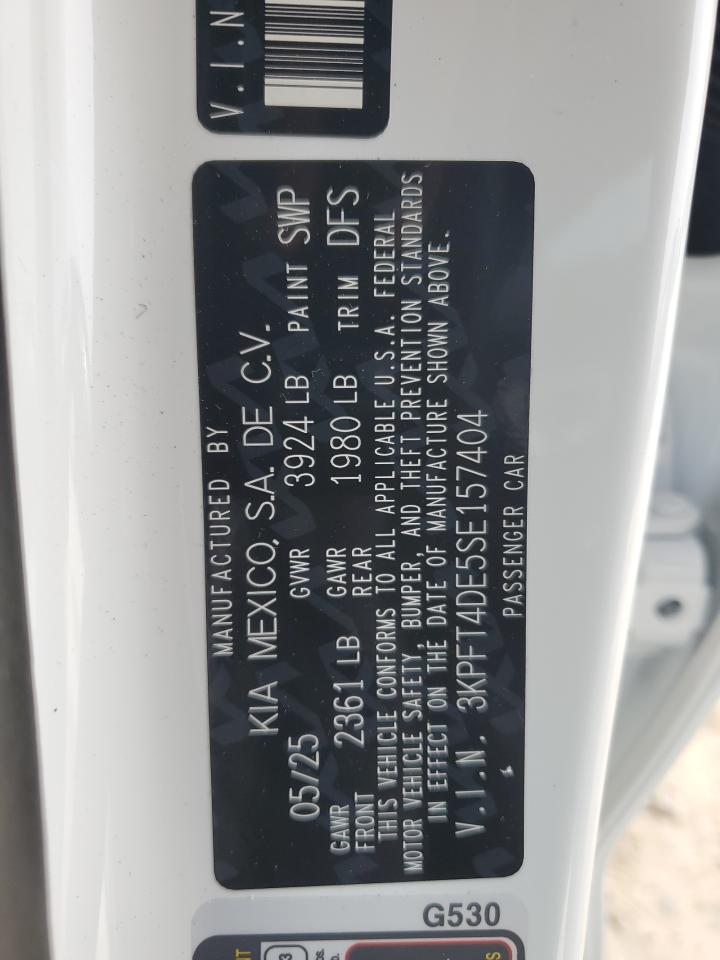 V.I.N
MANUFACTURED BY
KIA MEXICO, S.A. DE C.V.
05/25 GVWR 3924 LB PAINT SWP
GAWR FRONT 2361 LB GAWR REAR 1980 LB TRIM DFS
THIS VEHICLE CONFORMS TO ALL APPLICABLE U.S.A. FEDERAL
MOTOR VEHICLE SAFETY, BUMPER, AND THEFT PREVENTION STANDARDS
IN EFFECT ON THE DATE OF MANUFACTURE SHOWN ABOVE.
V.I.N. 3KPFT4DE5SE157404
PASSENGER CAR
G530